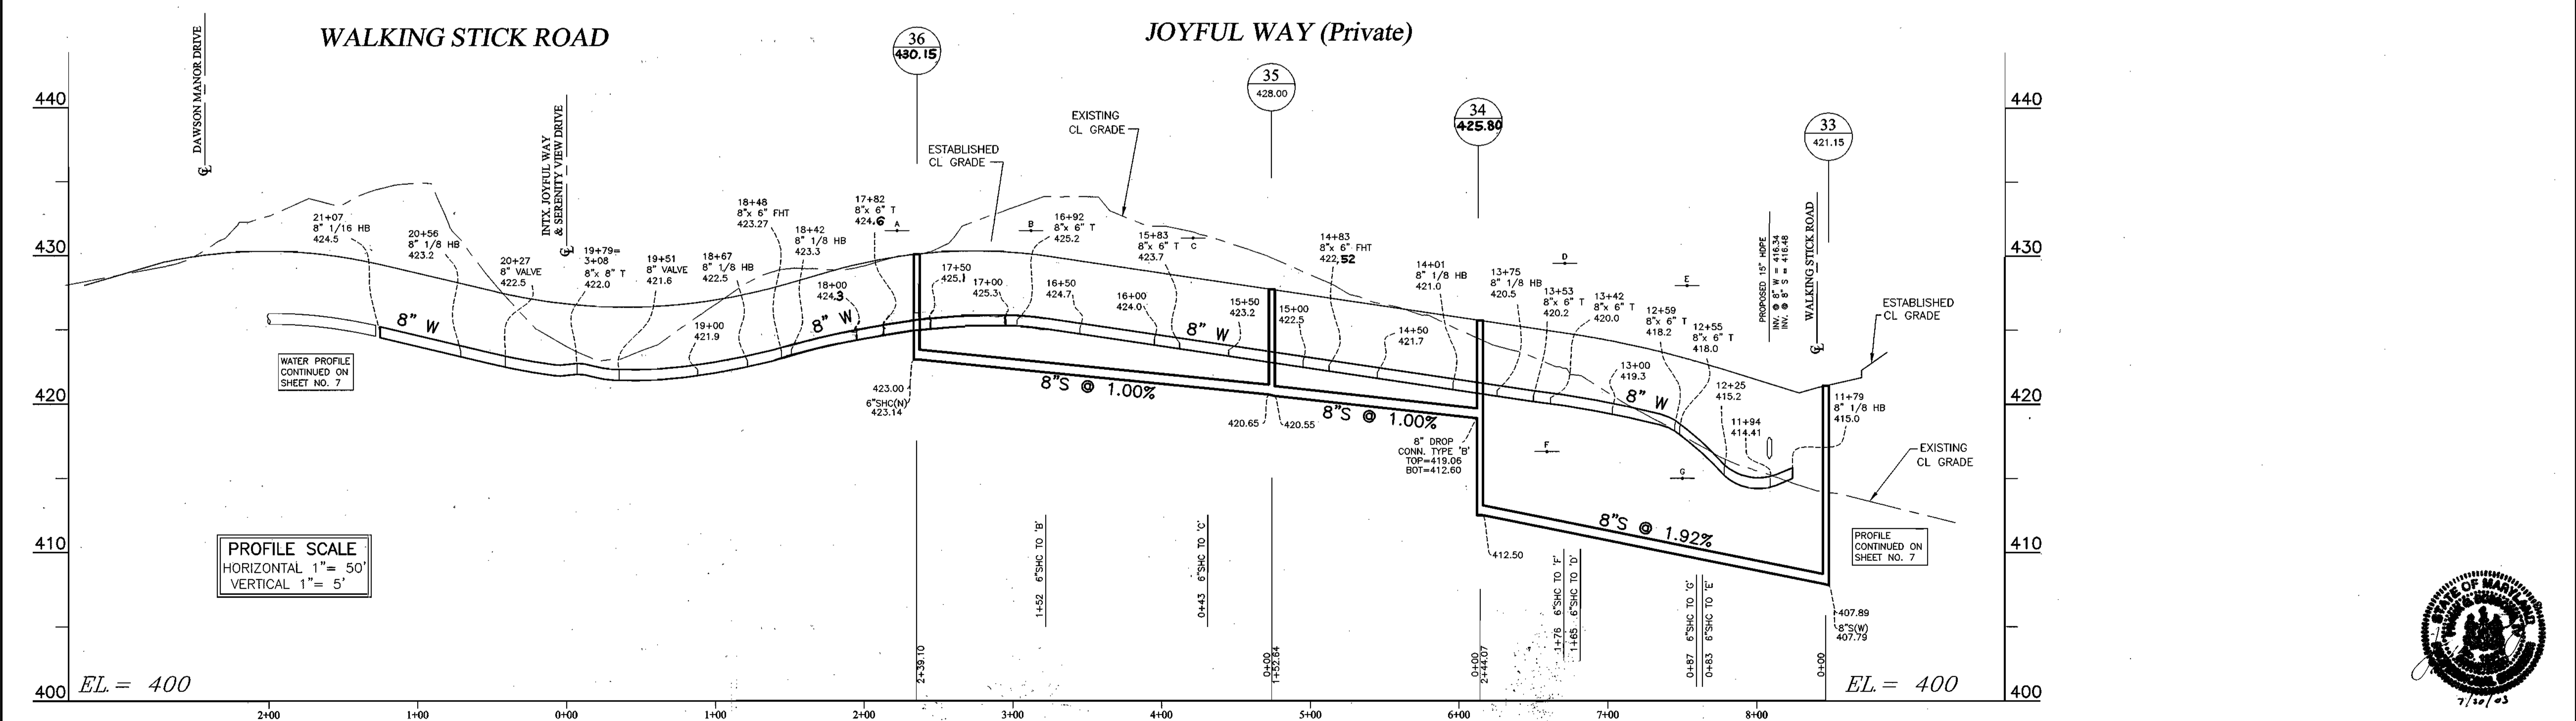 WALKING STICK ROAD
JOYFUL WAY (Private)
DAWSON MANOR DRIVE
INTX. JOYFUL WAY
& SERENITY VIEW DRIVE
36
430.15
35
428.00
34
425.80
33
421.15
EXISTING
CL GRADE
ESTABLISHED
CL GRADE
440
430
420
410
400
440
430
420
410
400
21+07
8" 1/16 HB
424.5
20+56
8" 1/8 HB
423.2
20+27
8" VALVE
422.5
19+79=
3+08
8"x 8" T
422.0
19+51
8" VALVE
421.6
18+67
8" 1/8 HB
422.5
19+00
421.9
18+48
8"x 6" FHT
423.27
18+42
8" 1/8 HB
423.3
17+82
8"x 6" T
424.6
A
18+00
424.3
17+50
425.1
17+00
425.3
B
16+92
8"x 6" T
425.2
16+50
424.7
16+00
424.0
15+83
8"x 6" T
423.7
C
15+50
423.2
15+00
422.5
14+83
8"x 6" FHT
422.52
14+50
421.7
14+01
8" 1/8 HB
421.0
13+75
8" 1/8 HB
420.5
D
13+53
8"x 6" T
420.2
13+42
8"x 6" T
420.0
E
13+00
419.3
12+59
8"x 6" T
418.2
12+55
8"x 6" T
418.0
12+25
415.2
11+94
414.41
11+79
8" 1/8 HB
415.0
PROPOSED 15" HDPE
INV. @ 8" W = 416.34
INV. @ 8" S = 416.48
WALKING STICK ROAD
ESTABLISHED
CL GRADE
EXISTING
CL GRADE
8" W
8" W
8" W
8" W
WATER PROFILE
CONTINUED ON
SHEET NO. 7
423.00
6"SHC(N)
423.14
8"S @ 1.00%
420.65
420.55
8"S @ 1.00%
8" DROP
CONN. TYPE 'B'
TOP=419.06
BOT=412.60
F
G
412.50
8"S @ 1.92%
PROFILE
CONTINUED ON
SHEET NO. 7
407.89
8"S(W)
407.79
PROFILE SCALE
HORIZONTAL 1"= 50'
VERTICAL 1"= 5'
2+39.10
1+52 6"SHC TO 'B'
0+43 6"SHC TO 'C'
0+00
1+52.64
0+00
2+44.07
1+76 6"SHC TO 'F'
1+65 6"SHC TO 'D'
0+87 6"SHC TO 'G'
0+83 6"SHC TO 'E'
0+00
EL. = 400
EL = 400
2+00
1+00
0+00
1+00
2+00
3+00
4+00
5+00
6+00
7+00
8+00
STATE OF MARYLAND
7/30/03